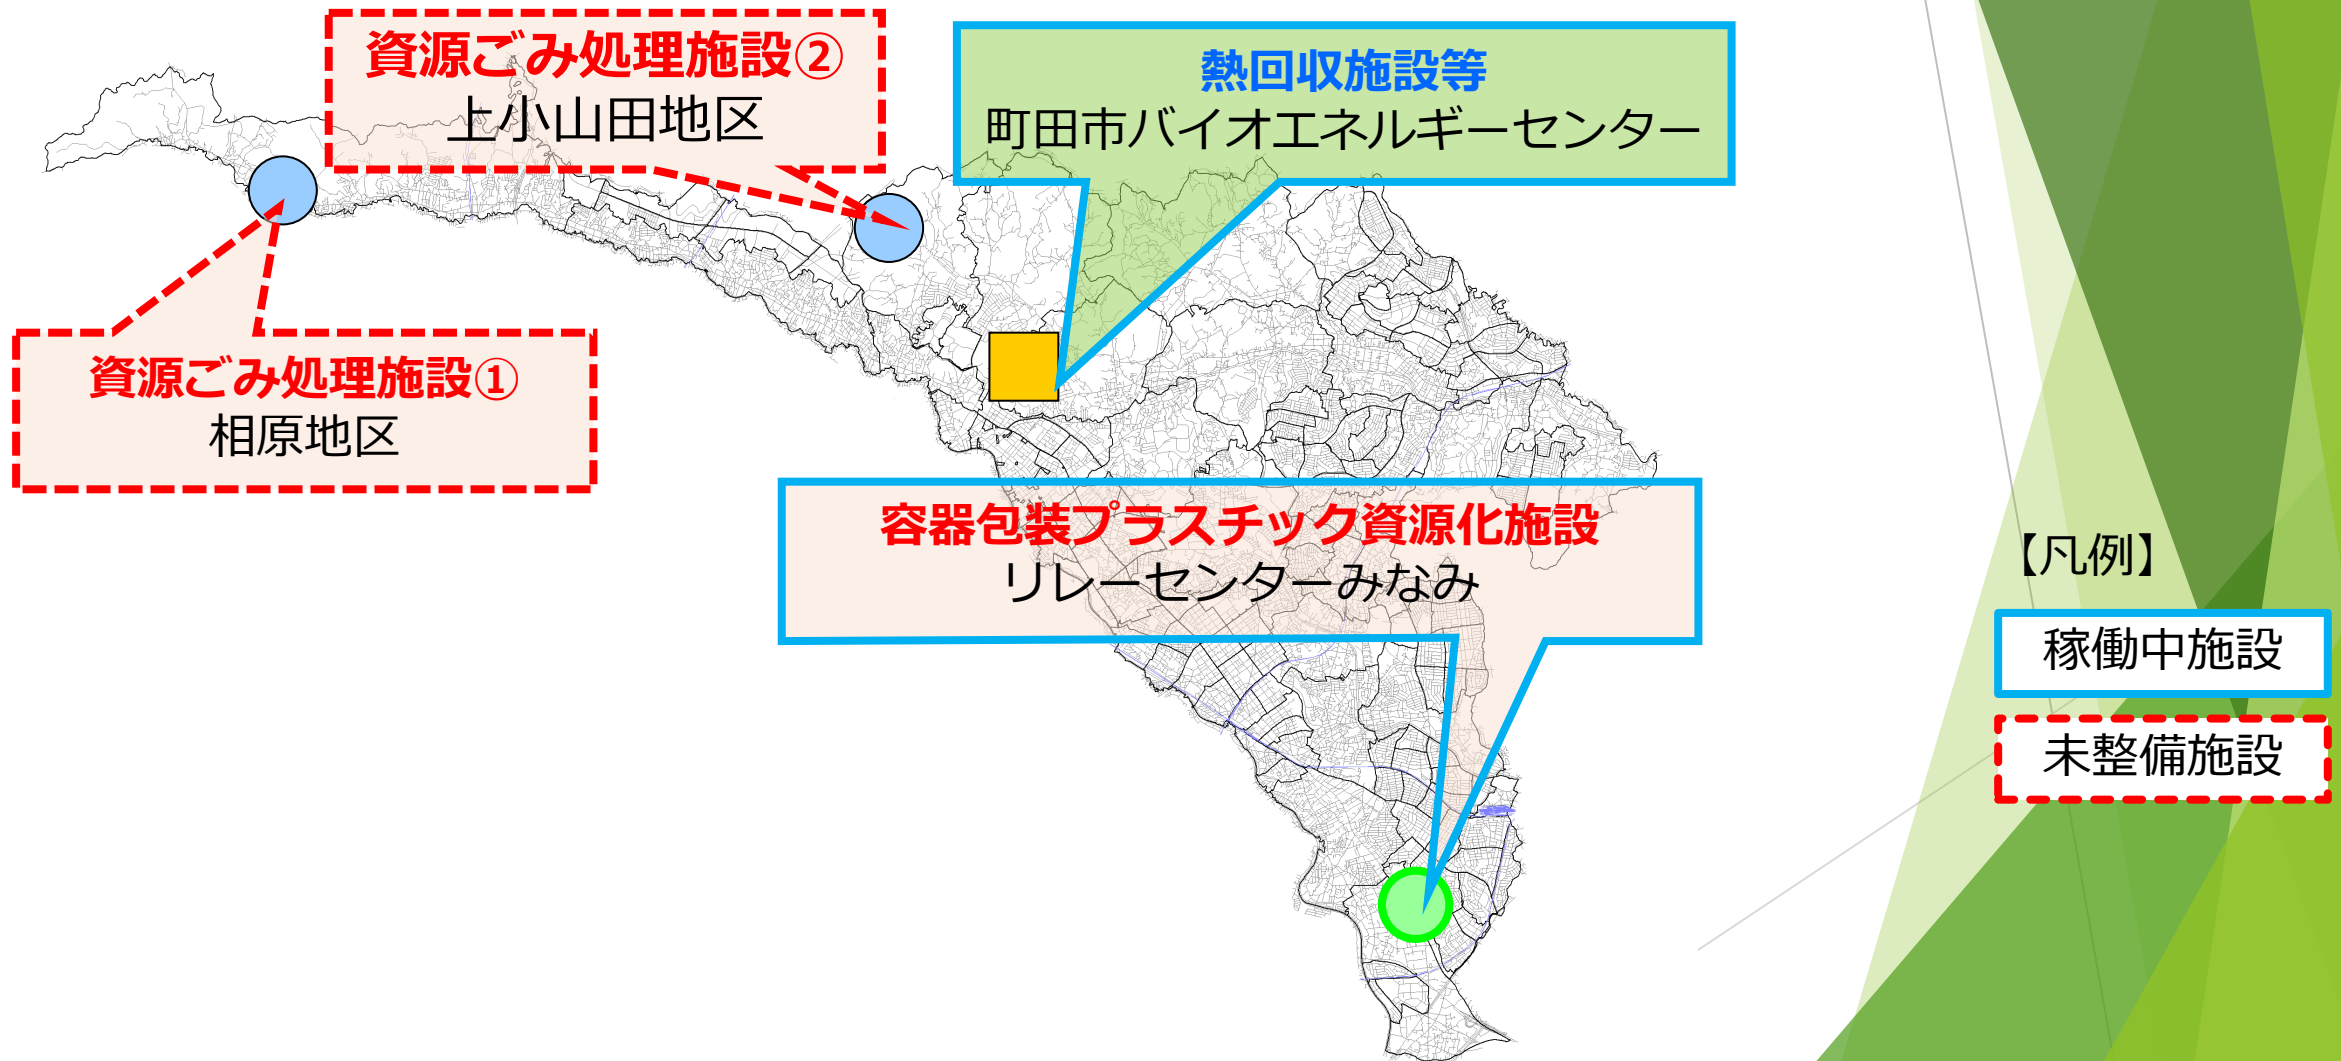 資源ごみ処理施設②
上小山田地区
熱回収施設等
町田市バイオエネルギーセンター
資源ごみ処理施設①
相原地区
容器包装プラスチック資源化施設
リレーセンターみなみ
【凡例】
稼働中施設
未整備施設